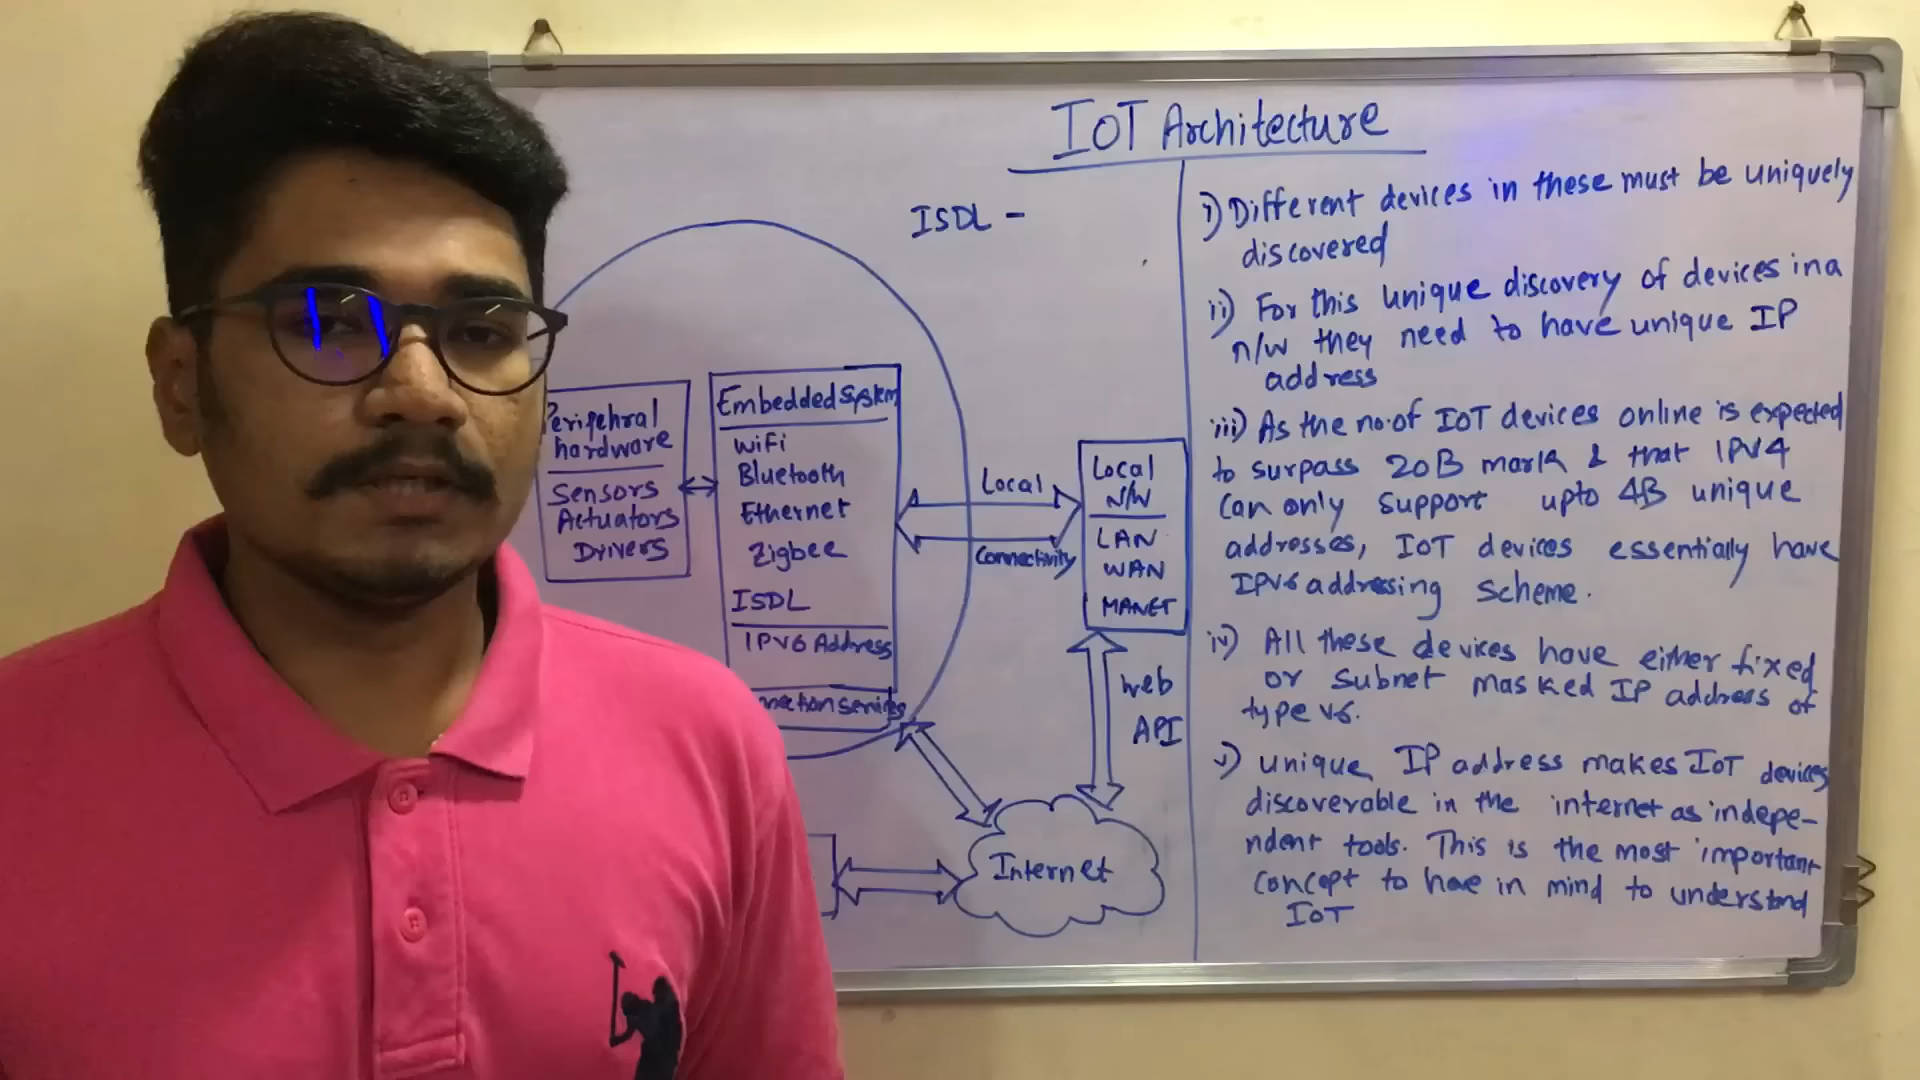 IOT Architecture
ISDL -
Peripehral
hardware
Sensors
Actuators
Drivers
Embedded System
WiFi
Bluetooth
Ethernet
Zigbee
ISDL
IPV6 Address
nnection services
Local
Connectivity
Local
N/W
LAN
WAN
MANET
Web
API
Internet
i) Different devices in these must be uniquely
discovered
ii) For this unique discovery of devices in a
n/w they need to have unique IP
address
iii) As the no. of IoT devices online is expected
to surpass 20B mark & that IPV4
can only support upto 4B unique
addresses, IoT devices essentially have
IPV6 addressing scheme.
iv) All these devices have either fixed
or subnet masked IP address of
type v6.
v) unique IP address makes IoT devices
discoverable in the internet as indepe-
ndent tools. This is the most important
concept to have in mind to understand
IoT